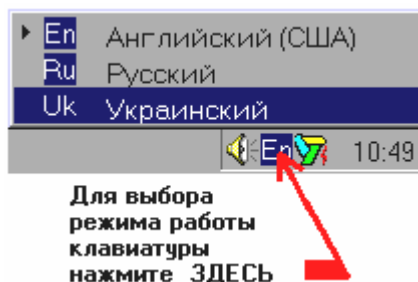 En Английский (США)
Ru Русский
Uk Украинский
En 10:49
Для выбора
режима работы
клавиатуры
нажмите ЗДЕСЬ